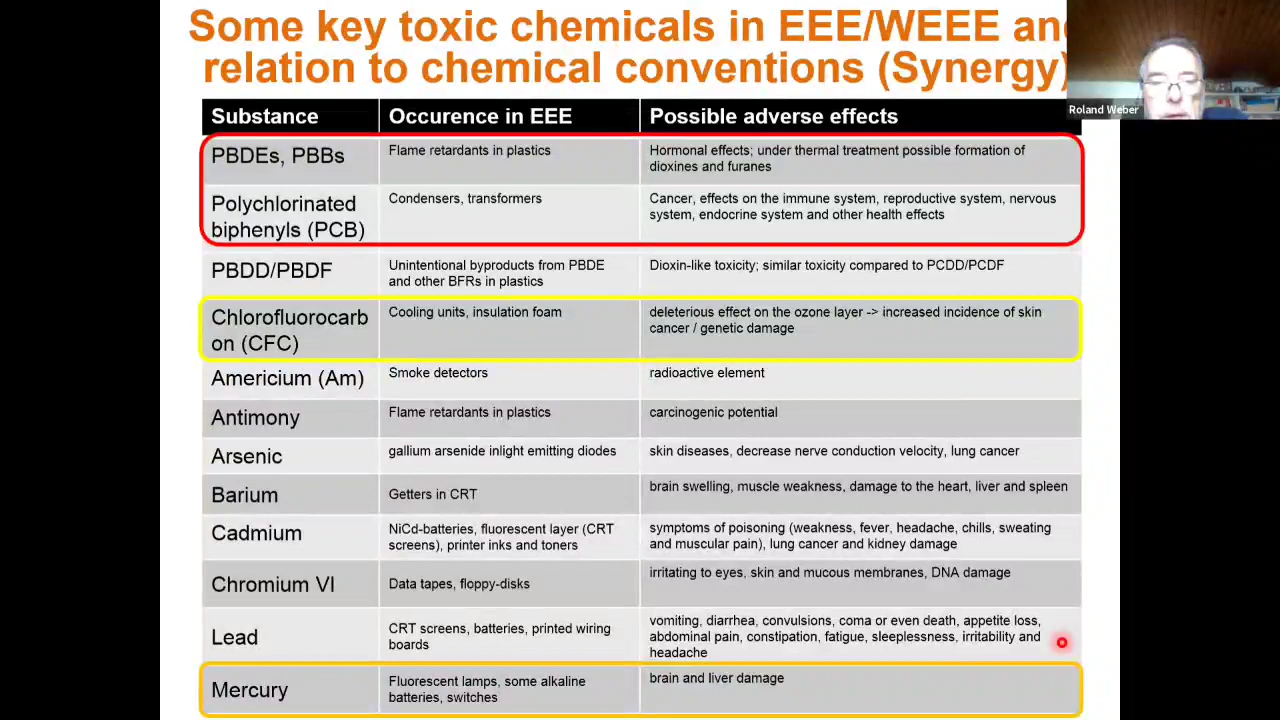 Some key toxic chemicals in EEE/WEEE and
relation to chemical conventions (Synergy)
Roland Weber
Substance Occurence in EEE Possible adverse effects
PBDEs, PBBs
Flame retardants in plastics
Hormonal effects; under thermal treatment possible formation of
dioxines and furanes
Polychlorinated
biphenyls (PCB)
Condensers, transformers
Cancer, effects on the immune system, reproductive system, nervous
system, endocrine system and other health effects
PBDD/PBDF
Unintentional byproducts from PBDE
and other BFRs in plastics
Dioxin-like toxicity; similar toxicity compared to PCDD/PCDF
Chlorofluorocarb
on (CFC)
Cooling units, insulation foam
deleterious effect on the ozone layer -> increased incidence of skin
cancer / genetic damage
Americium (Am)
Smoke detectors
radioactive element
Antimony
Flame retardants in plastics
carcinogenic potential
Arsenic
gallium arsenide inlight emitting diodes
skin diseases, decrease nerve conduction velocity, lung cancer
Barium
Getters in CRT
brain swelling, muscle weakness, damage to the heart, liver and spleen
Cadmium
NiCd-batteries, fluorescent layer (CRT
screens), printer inks and toners
symptoms of poisoning (weakness, fever, headache, chills, sweating
and muscular pain), lung cancer and kidney damage
Chromium VI
Data tapes, floppy-disks
irritating to eyes, skin and mucous membranes, DNA damage
Lead
CRT screens, batteries, printed wiring
boards
vomiting, diarrhea, convulsions, coma or even death, appetite loss,
abdominal pain, constipation, fatigue, sleeplessness, irritability and
headache
Mercury
Fluorescent lamps, some alkaline
batteries, switches
brain and liver damage